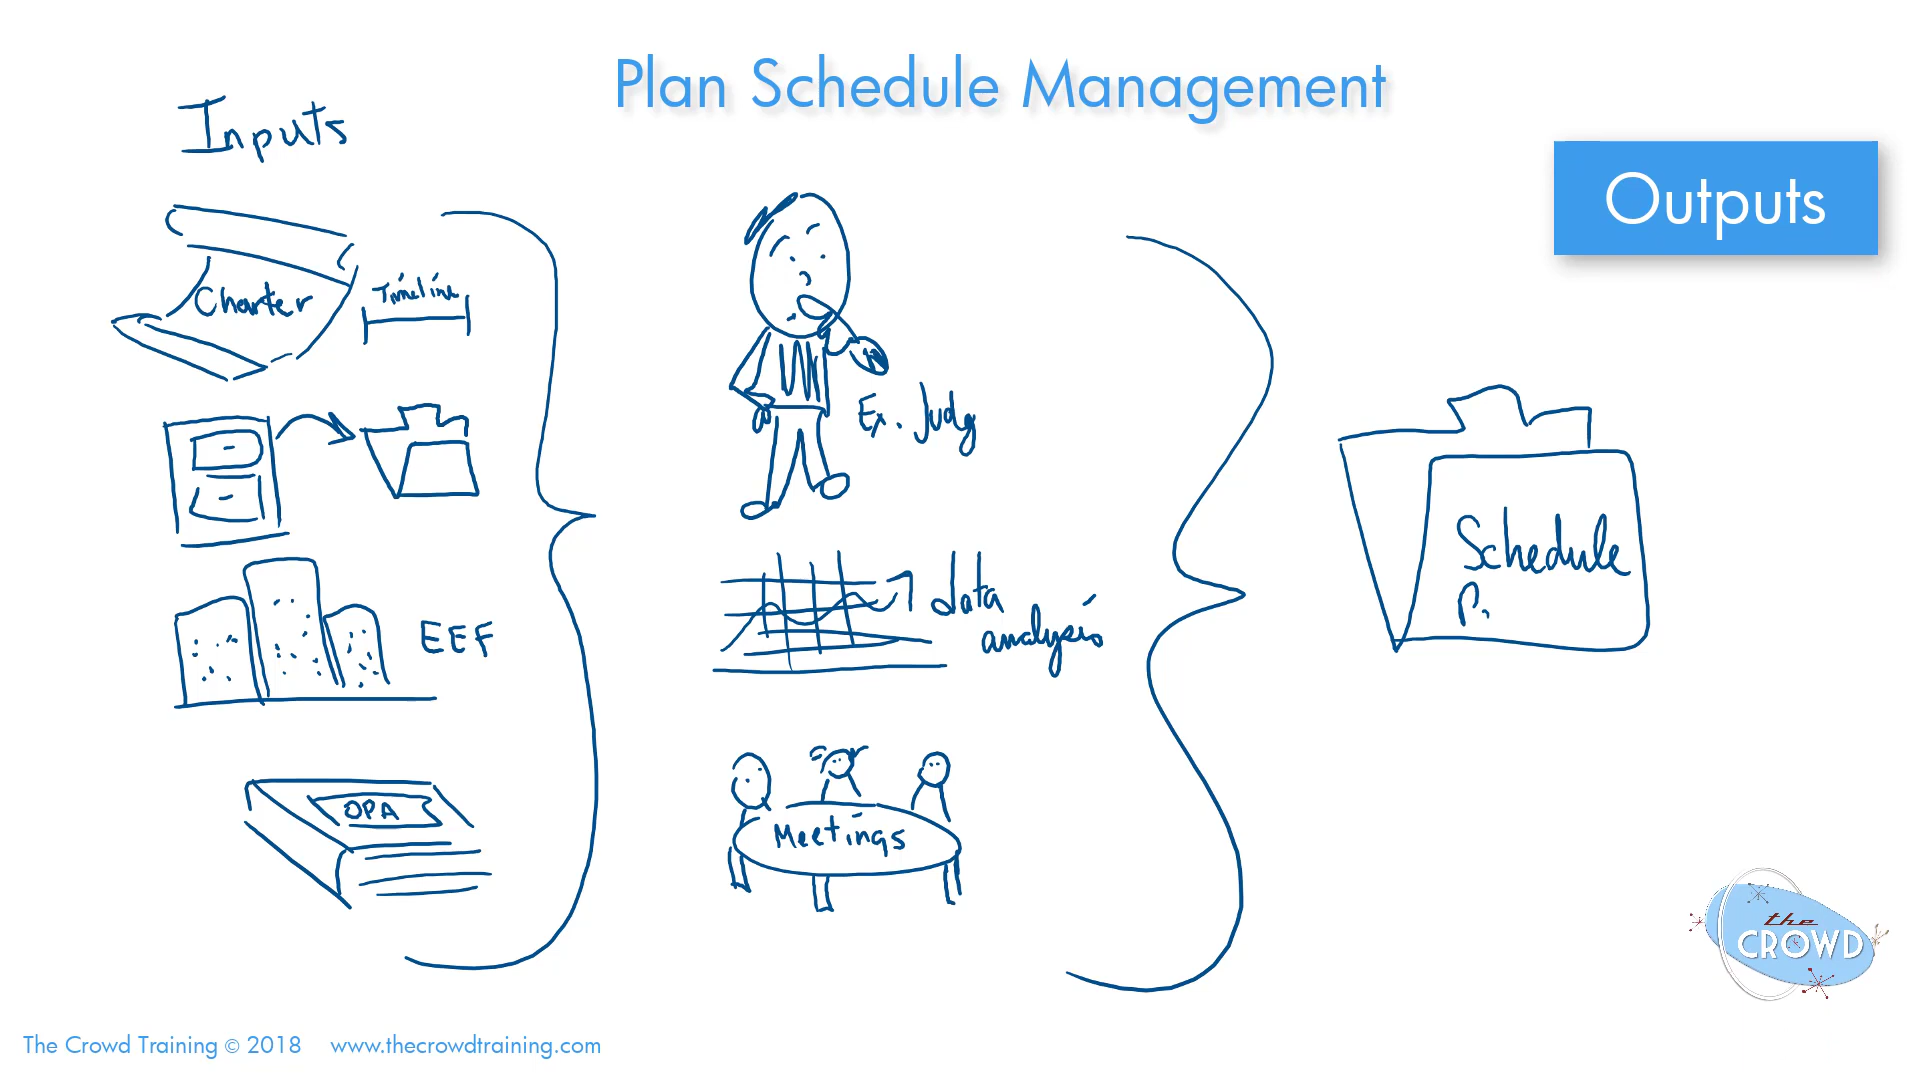 Plan Schedule Management
Inputs
Outputs
Charter
Timeline
EEF
OPA
Ex. Judg
data
analysis
Meetings
Schedule
P.
the
CROWD
The Crowd Training © 2018 www.thecrowdtraining.com